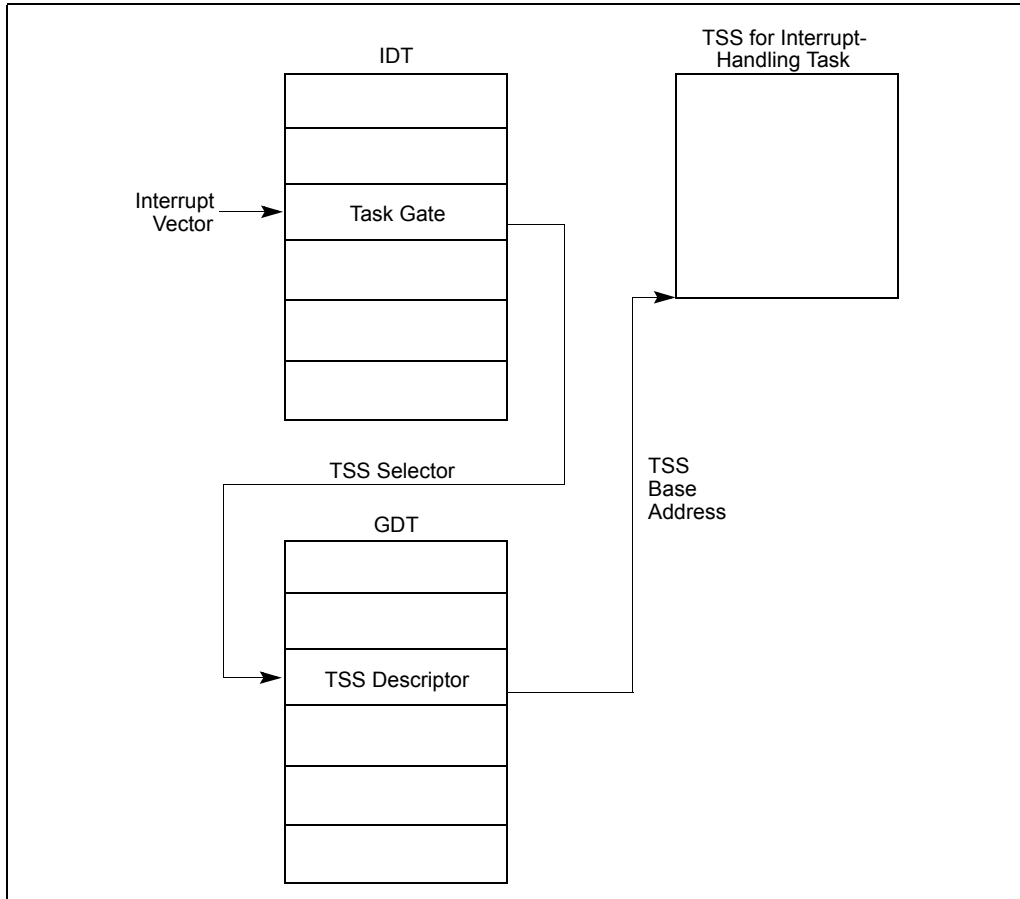 IDT
TSS for Interrupt-
Handling Task
Interrupt
Vector
Task Gate
TSS Selector
TSS
Base
Address
GDT
TSS Descriptor